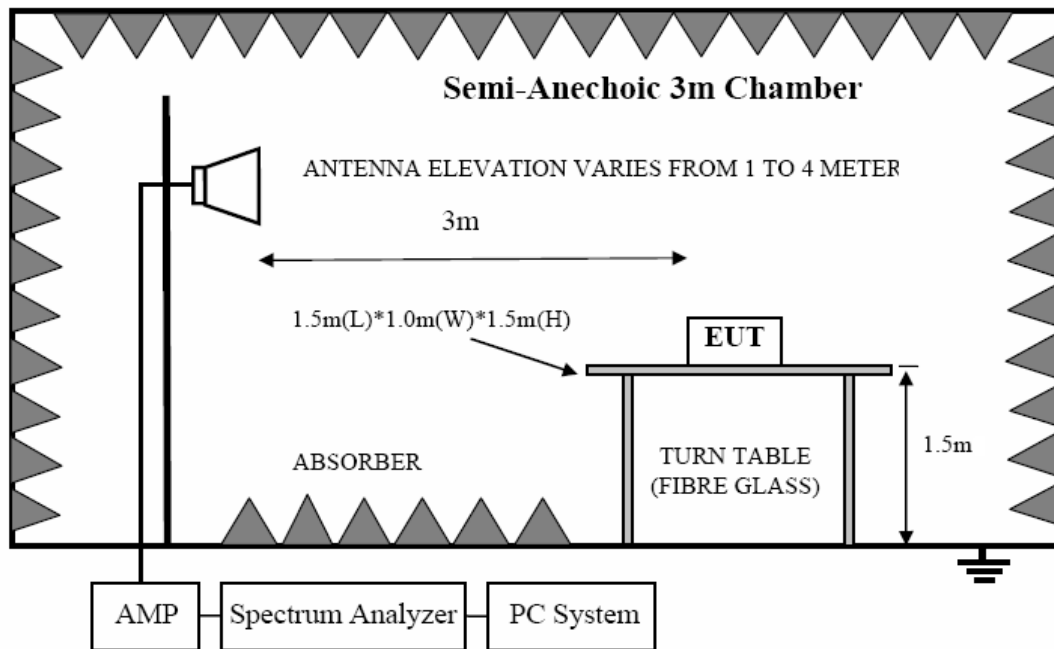 Semi-Anechoic 3m Chamber
ANTENNA ELEVATION VARIES FROM 1 TO 4 METER
3m
1.5m(L)*1.0m(W)*1.5m(H)
EUT
1.5m
ABSORBER
TURN TABLE
(FIBRE GLASS)
AMP
Spectrum Analyzer
PC System